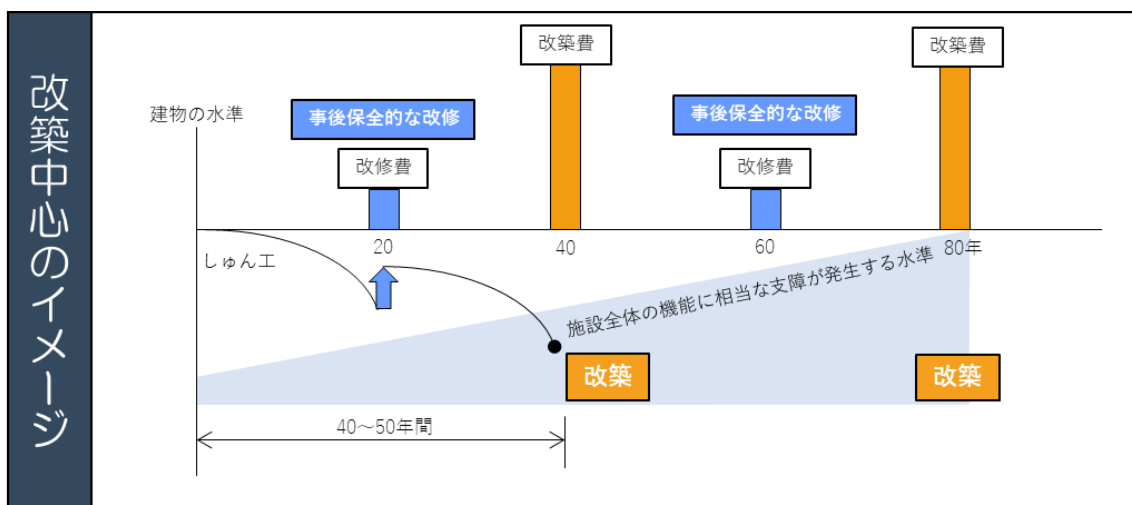 改築中心のイメージ
改築費
改築費
建物の水準
事後保全的な改修
事後保全的な改修
改修費
改修費
20
40
60
80年
しゅん工
施設全体の機能に相当な支障が発生する水準
改築
改築
40～50年間